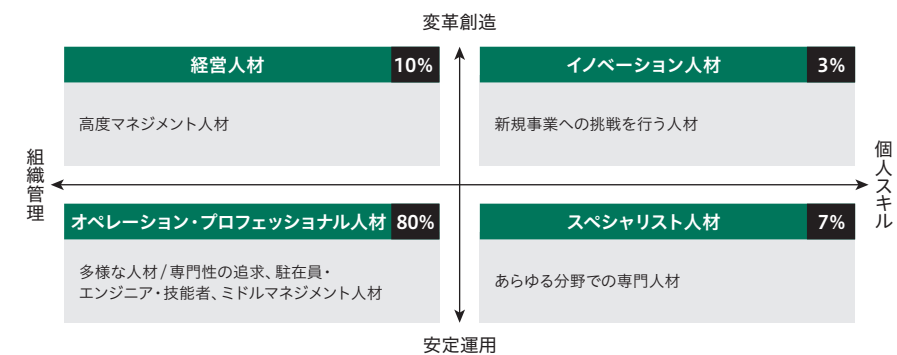 変革創造
経営人材 10%
高度マネジメント人材
イノベーション人材 3%
新規事業への挑戦を行う人材
組織管理
個人スキル
オペレーション・プロフェッショナル人材 80%
多様な人材/専門性の追求、駐在員・
エンジニア・技能者、ミドルマネジメント人材
スペシャリスト人材 7%
あらゆる分野での専門人材
安定運用